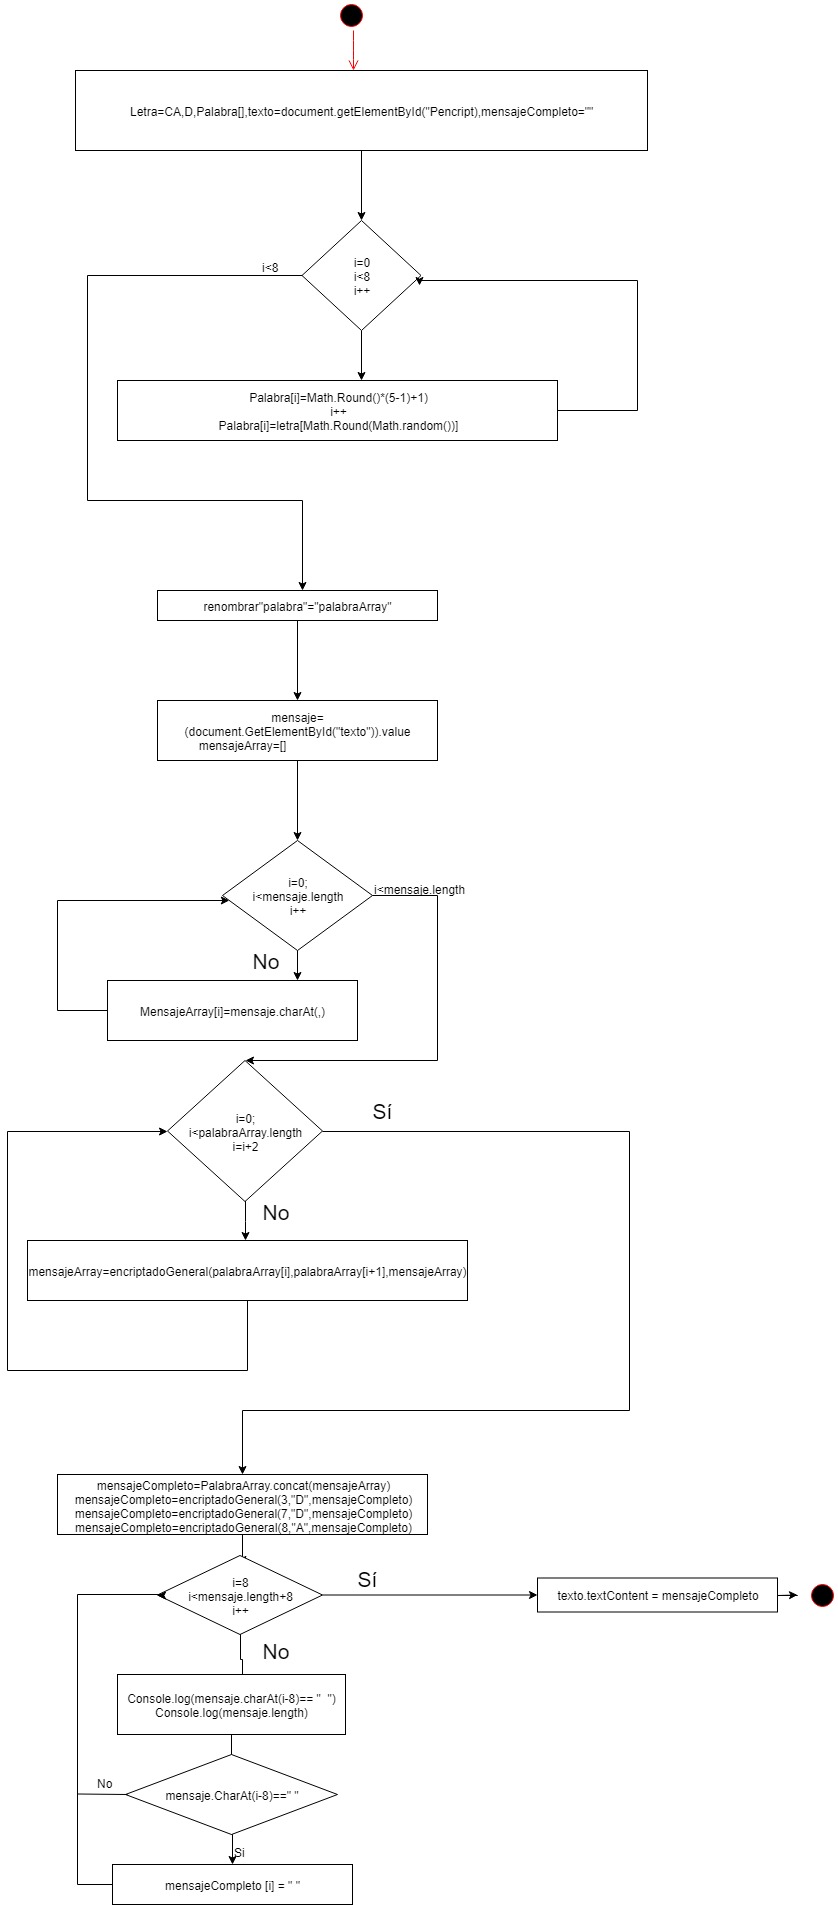 Letra=CA,D,Palabra[],texto=document.getElementById("Pencript),mensajeCompleto=""
i=0
i<8
i++
i<8
Palabra[i]=Math.Round()*(5-1)+1)
i++
Palabra[i]=letra[Math.Round(Math.random())]
renombrar"palabra"="palabraArray"
mensaje=
(document.GetElementById("texto")).value
mensajeArray=[]
i=0;
i<mensaje.length
i++
i<mensaje.length
No
MensajeArray[i]=mensaje.charAt(,)
i=0;
i<palabraArray.length
i=i+2
Sí
No
mensajeArray=encriptadoGeneral(palabraArray[i],palabraArray[i+1],mensajeArray)
mensajeCompleto=PalabraArray.concat(mensajeArray)
mensajeCompleto=encriptadoGeneral(3,"D",mensajeCompleto)
mensajeCompleto=encriptadoGeneral(7,"D",mensajeCompleto)
mensajeCompleto=encriptadoGeneral(8,"A",mensajeCompleto)
i=8
i<mensaje.length+8
i++
Sí
texto.textContent = mensajeCompleto
No
Console.log(mensaje.charAt(i-8)== "  ")
Console.log(mensaje.length)
No
mensaje.CharAt(i-8)==" "
Si
mensajeCompleto [i] = " "